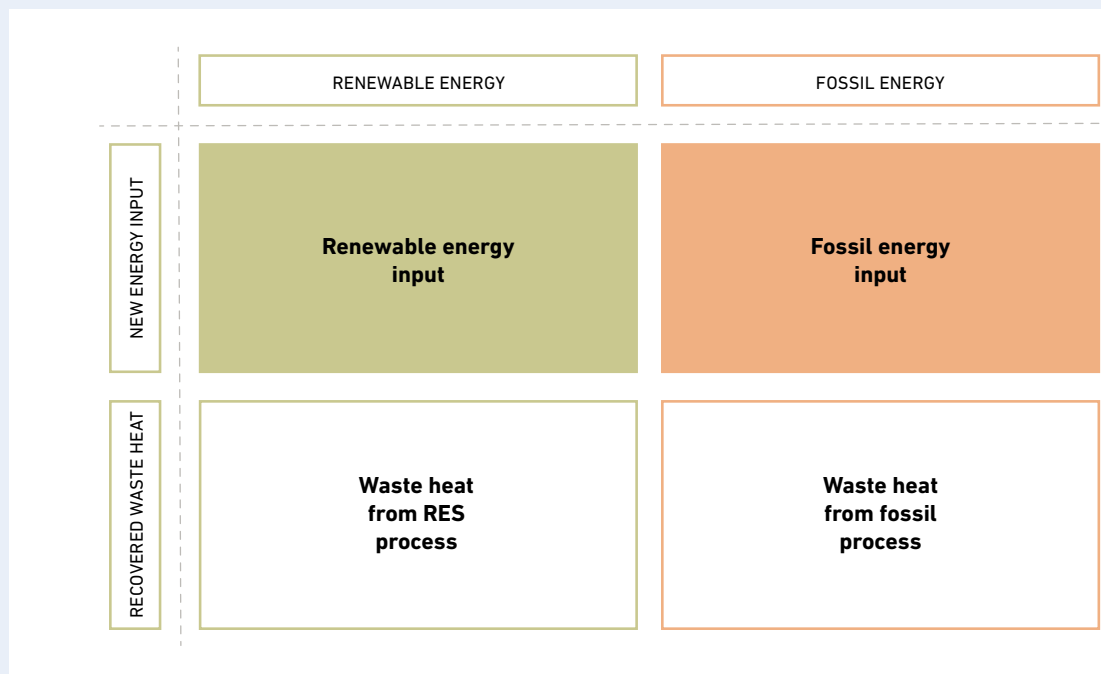 RENEWABLE ENERGY
FOSSIL ENERGY
NEW ENERGY INPUT
Renewable energy
input
Fossil energy
input
RECOVERED WASTE HEAT
Waste heat
from RES
process
Waste heat
from fossil
process